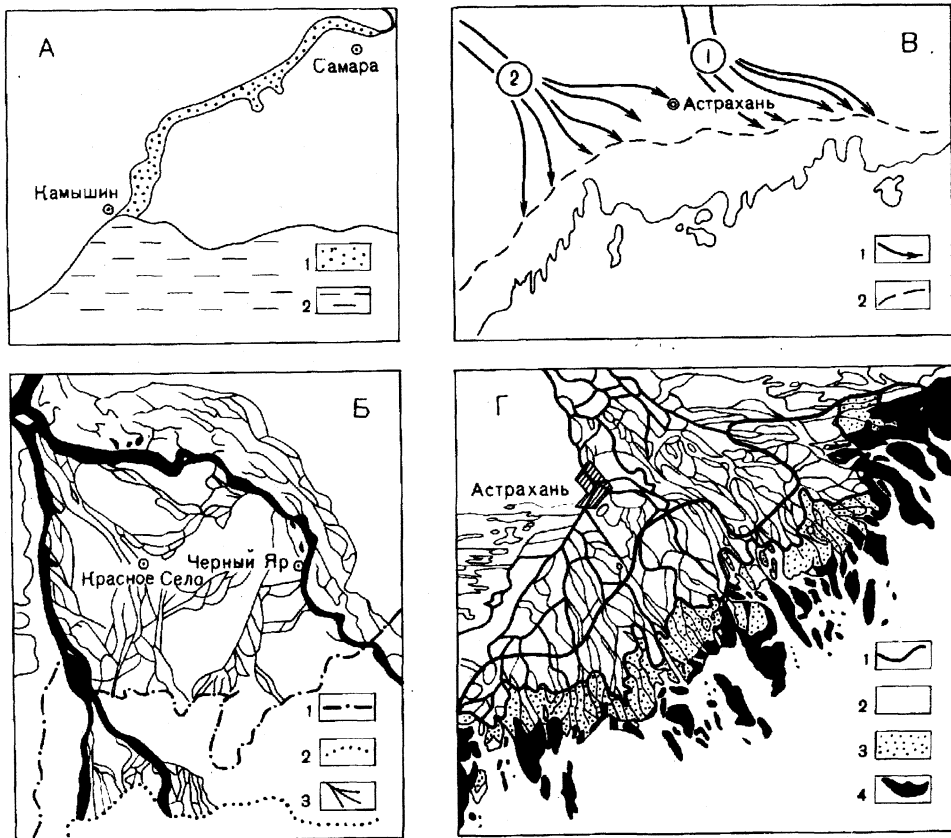 А
Самара
Камышин
1
2
В
2
1
Астрахань
1
2
Б
Красное Село
Черный Яр
1
2
3
Г
Астрахань
1
2
3
4